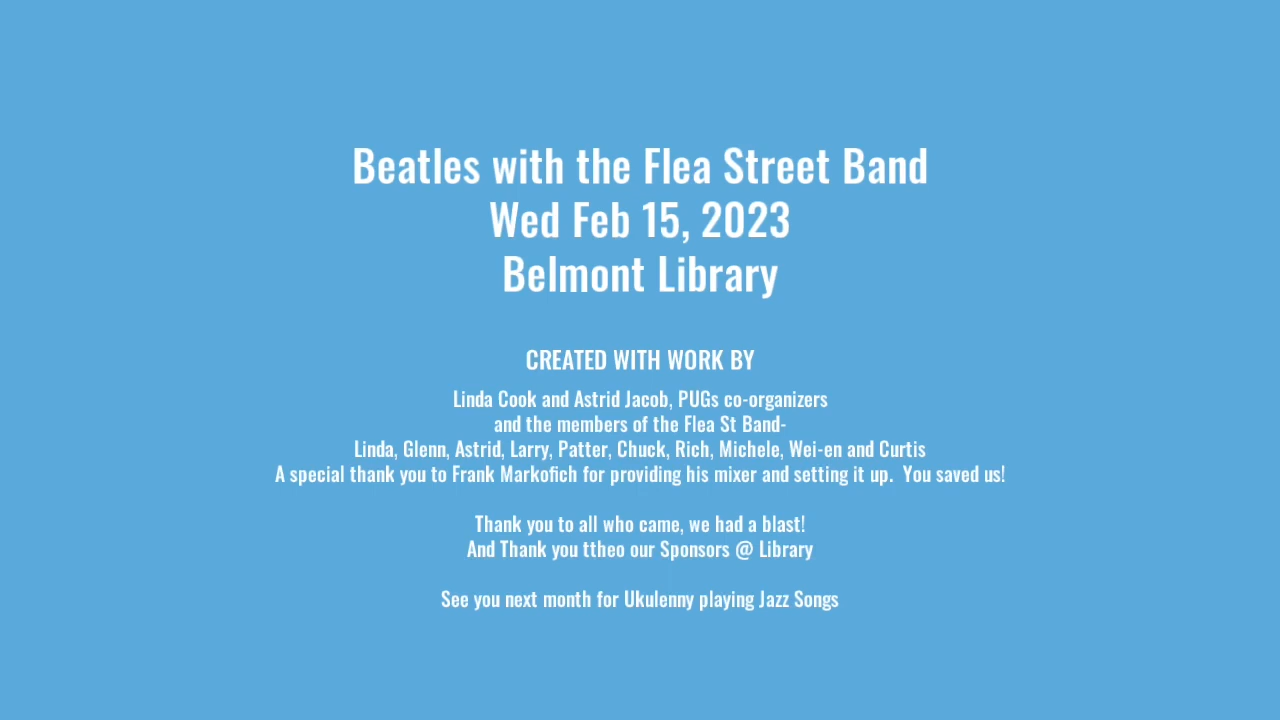 Beatles with the Flea Street Band
Wed Feb 15, 2023
Belmont Library
CREATED WITH WORK BY
Linda Cook and Astrid Jacob, PUGs co-organizers
and the members of the Flea St Band-
Linda, Glenn, Astrid, Larry, Patter, Chuck, Rich, Michele, Wei-en and Curtis
A special thank you to Frank Markofich for providing his mixer and setting it up.  You saved us!
Thank you to all who came, we had a blast!
And Thank you ttheo our Sponsors @ Library
See you next month for Ukulenny playing Jazz Songs